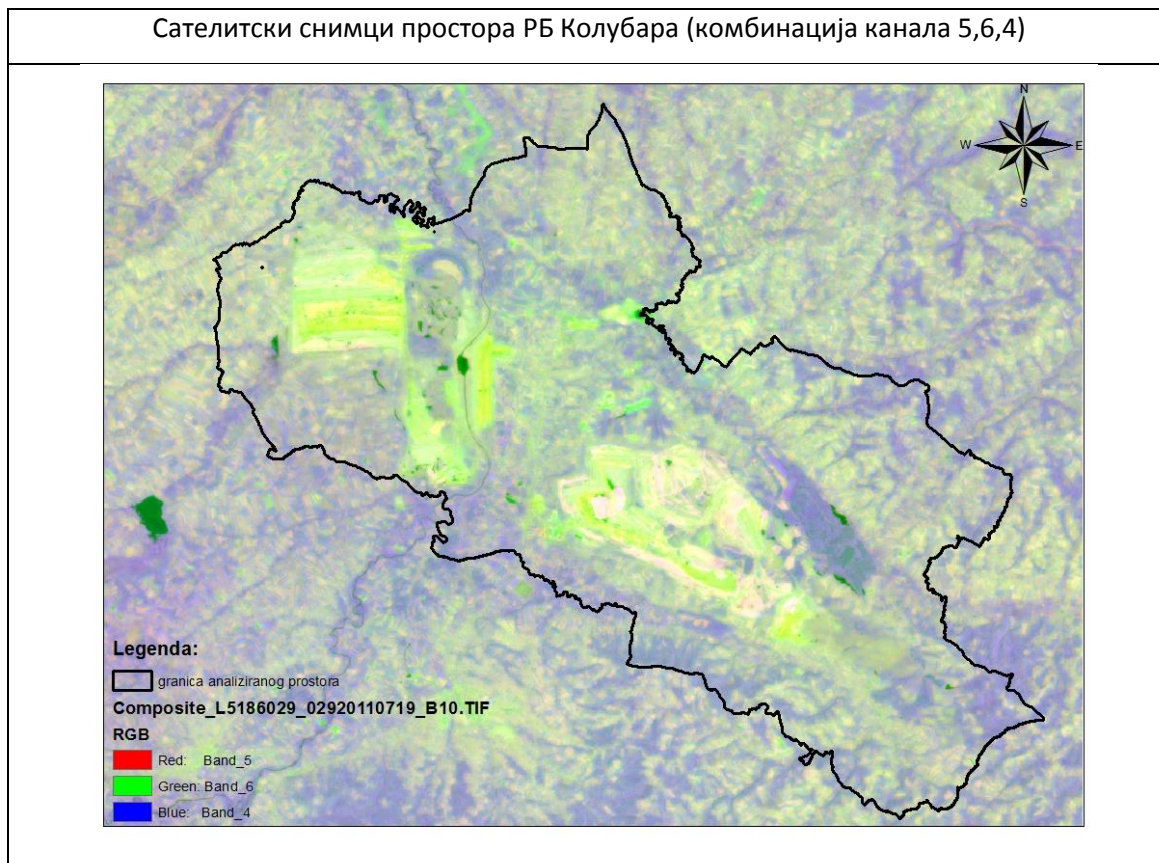 Сателитски снимци простора РБ Колубара (комбинација канала 5,6,4)
N
W E
S
Legenda:
granica analiziranog prostora
Composite_L5186029_02920110719_B10.TIF
RGB
Red: Band_5
Green: Band_6
Blue: Band_4